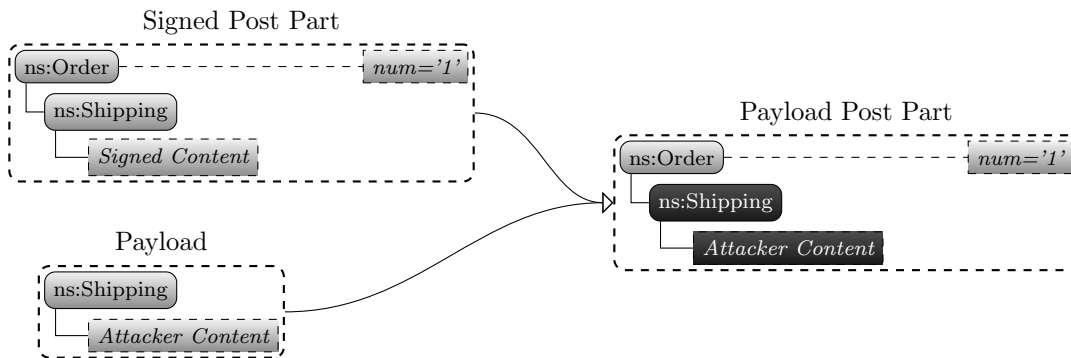 Signed Post Part
ns:Order num='1'
ns:Shipping
Signed Content
Payload
ns:Shipping
Attacker Content
Payload Post Part
ns:Order num='1'
ns:Shipping
Attacker Content